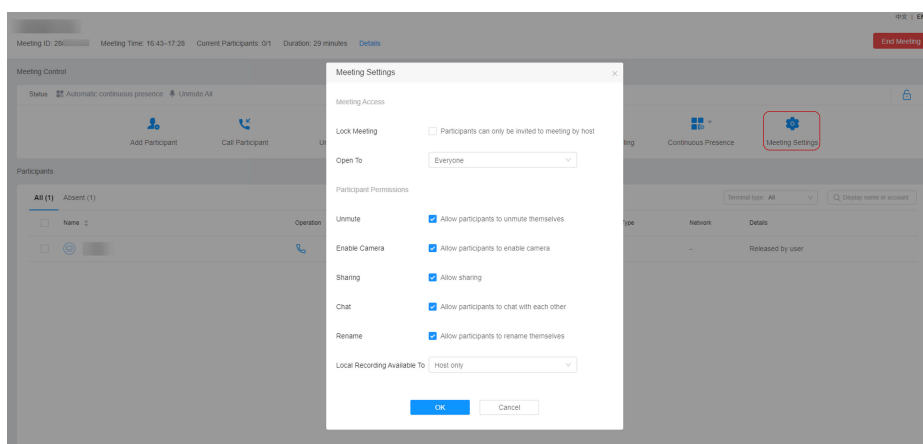 中文 | EN
Meeting ID: 28 Meeting Time: 16:43–17:28 Current Participants: 0/1 Duration: 29 minutes Details
End Meeting
Meeting Control
Status Automatic continuous presence Unmute All
Add Participant Call Participant Continuous Presence Meeting Settings
Participants
All (1) Absent (1) Terminal type: All Display name or account
Name Operation Type Network Details
– Released by user
Meeting Settings
Meeting Access
Lock Meeting Participants can only be invited to meeting by host
Open To Everyone
Participant Permissions
Unmute Allow participants to unmute themselves
Enable Camera Allow participants to enable camera
Sharing Allow sharing
Chat Allow participants to chat with each other
Rename Allow participants to rename themselves
Local Recording Available To Host only
OK Cancel